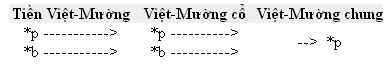 Tiền Việt-Mường Việt-Mường cổ Việt-Mường chung
*p -----------> *p ---------->
--> *p
*b -----------> *b ---------->